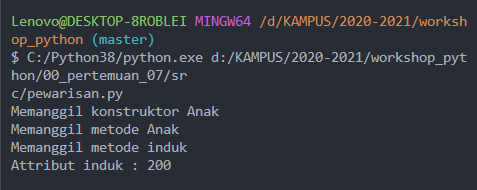 Lenovo@DESKTOP-8ROBLEI MINGW64 /d/KAMPUS/2020-2021/worksh
op_python (master)
$ C:/Python38/python.exe d:/KAMPUS/2020-2021/workshop_pyt
hon/00_pertemuan_07/sr
c/pewarisan.py
Memanggil konstruktor Anak
Memanggil metode Anak
Memanggil metode induk
Attribut induk : 200